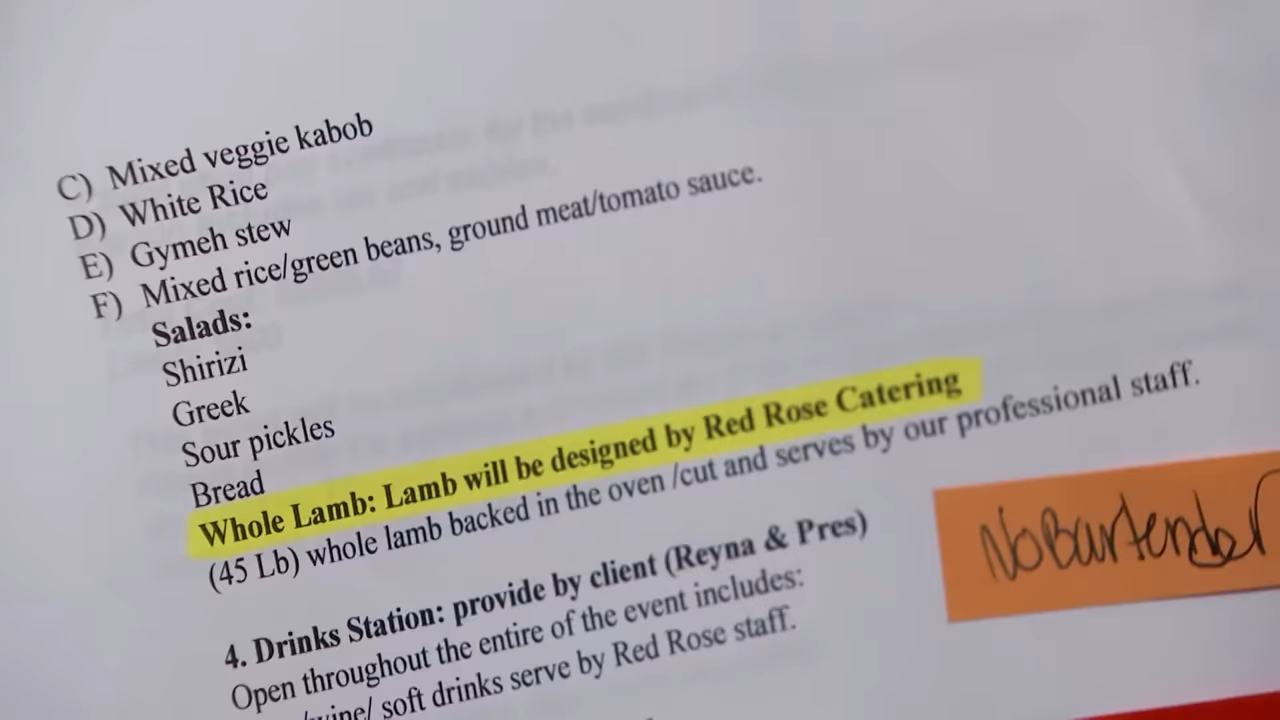 C) Mixed veggie kabob
D) White Rice
E) Gymeh stew
F) Mixed rice/green beans, ground meat/tomato sauce.
Salads:
Shirizi
Greek
Sour pickles
Bread
Whole Lamb: Lamb will be designed by Red Rose Catering
(45 Lb) whole lamb backed in the oven /cut and serves by our professional staff.
4. Drinks Station: provide by client (Reyna & Pres)
Open throughout the entire of the event includes:
/wine/ soft drinks serve by Red Rose staff.
No Bartender